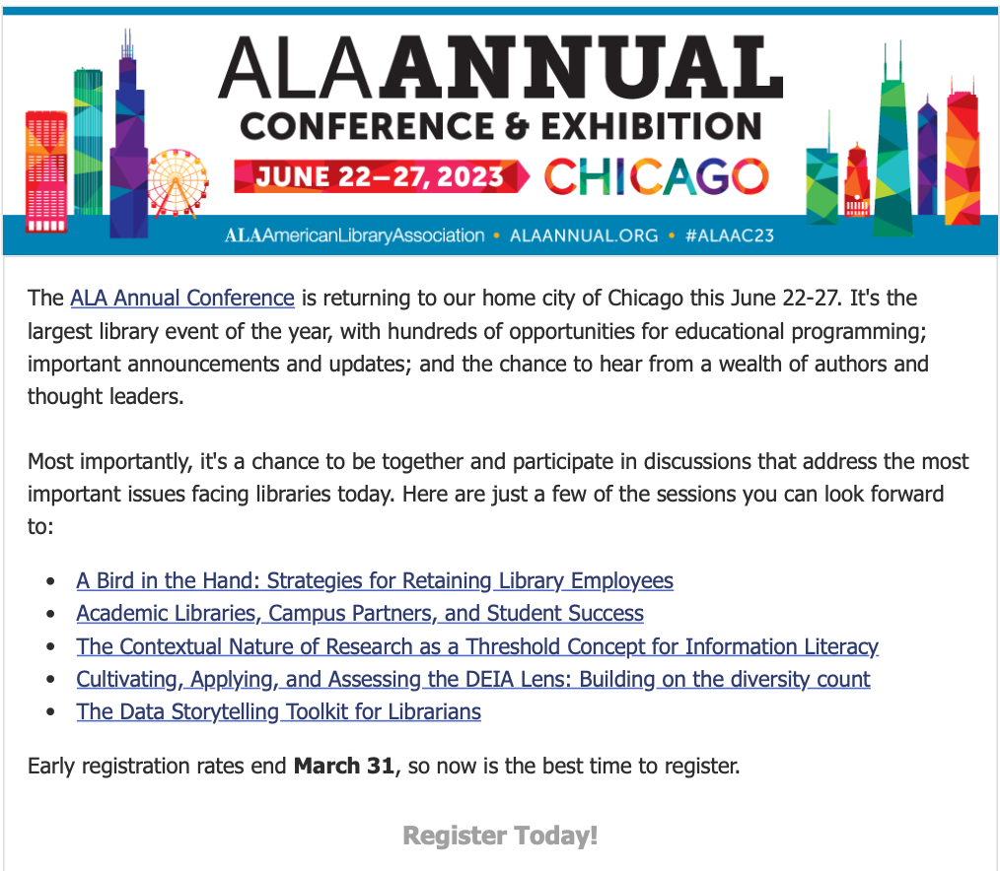 ALA ANNUAL
CONFERENCE & EXHIBITION
JUNE 22–27, 2023 CHICAGO
ALAAmericanLibraryAssociation • ALAANNUAL.ORG • #ALAAC23
The ALA Annual Conference is returning to our home city of Chicago this June 22-27. It's the
largest library event of the year, with hundreds of opportunities for educational programming;
important announcements and updates; and the chance to hear from a wealth of authors and
thought leaders.
Most importantly, it's a chance to be together and participate in discussions that address the most
important issues facing libraries today. Here are just a few of the sessions you can look forward
to:
• A Bird in the Hand: Strategies for Retaining Library Employees
• Academic Libraries, Campus Partners, and Student Success
• The Contextual Nature of Research as a Threshold Concept for Information Literacy
• Cultivating, Applying, and Assessing the DEIA Lens: Building on the diversity count
• The Data Storytelling Toolkit for Librarians
Early registration rates end March 31, so now is the best time to register.
Register Today!